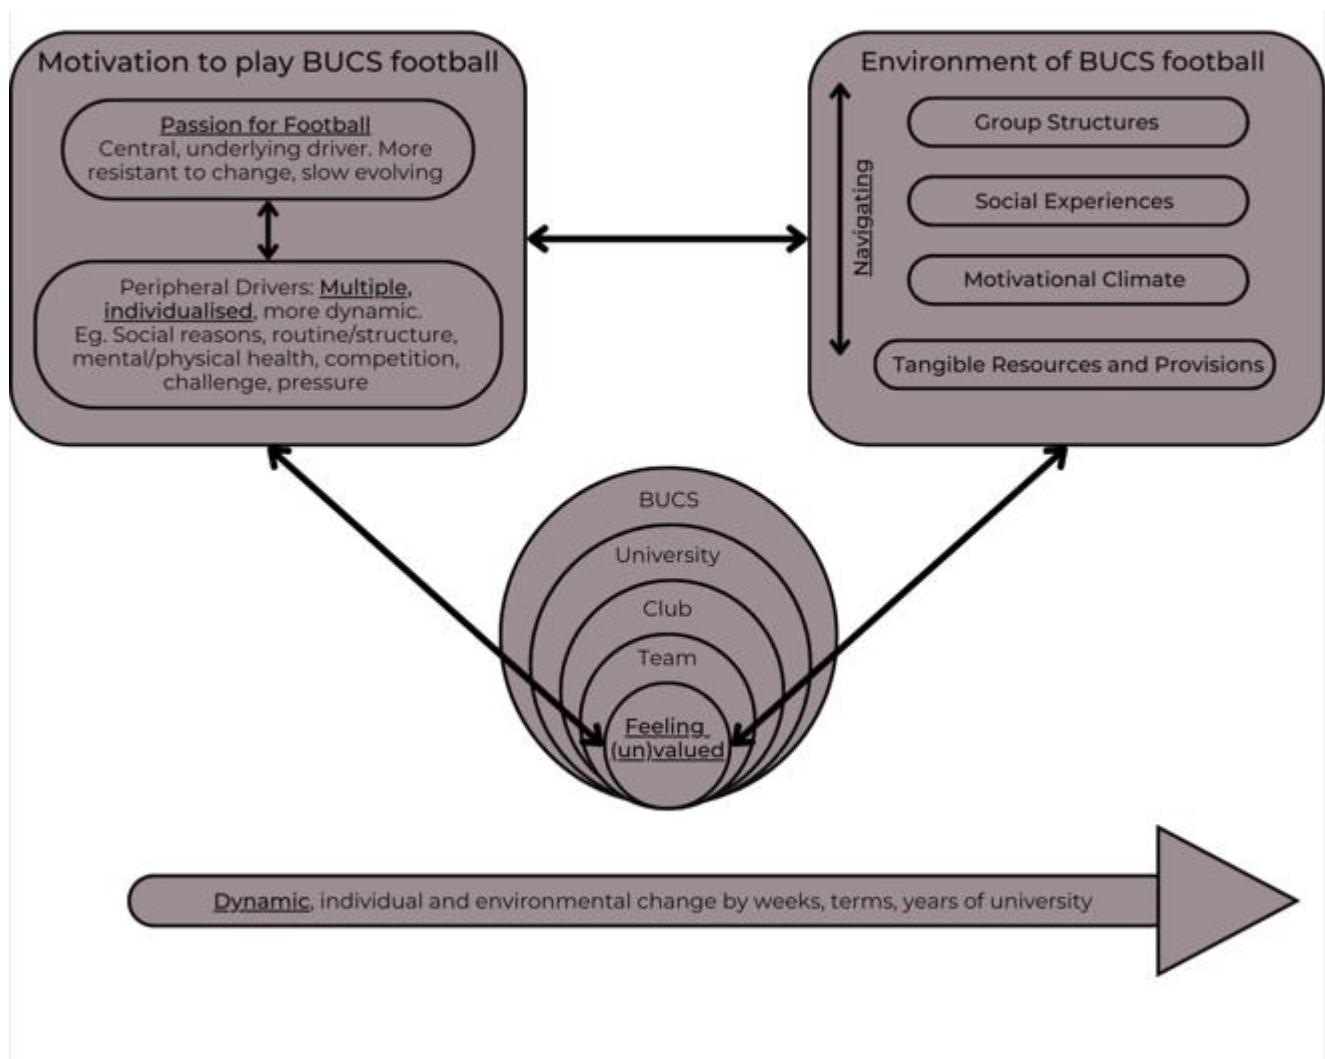 Motivation to play BUCS football
Passion for Football
Central, underlying driver. More
resistant to change, slow evolving
Peripheral Drivers: Multiple,
individualised, more dynamic.
Eg. Social reasons, routine/structure,
mental/physical health, competition,
challenge, pressure
Environment of BUCS football
Navigating
Group Structures
Social Experiences
Motivational Climate
Tangible Resources and Provisions
BUCS
University
Club
Team
Feeling
(un)valued
Dynamic, individual and environmental change by weeks, terms, years of university